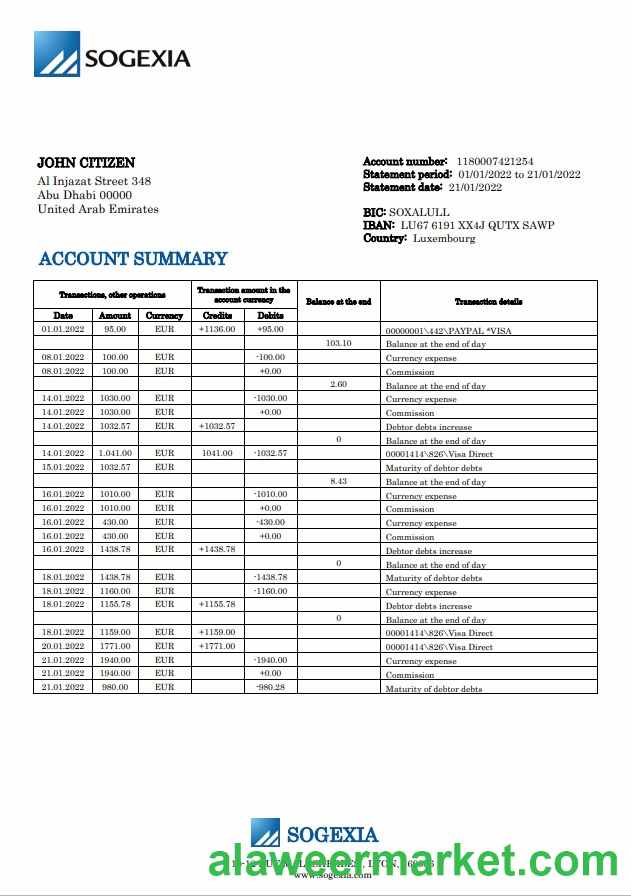 SOGEXIA
JOHN CITIZEN
Al Injazat Street 348
Abu Dhabi 00000
United Arab Emirates
Account number: 1180007421254
Statement period: 01/01/2022 to 21/01/2022
Statement date: 21/01/2022
BIC: SOXALULL
IBAN: LU67 6191 XX4J QUTX SAWP
Country: Luxembourg
ACCOUNT SUMMARY
Transactions, other operations Transaction amount in the account currency Balance at the end Transaction details
Date Amount Currency Credits Debits
01.01.2022 95.00 EUR +1136.00 +95.00 00000001\442\PAYPAL *VISA
103.10 Balance at the end of day
08.01.2022 100.00 EUR -100.00 Currency expense
08.01.2022 100.00 EUR +0.00 Commission
2.60 Balance at the end of day
14.01.2022 1030.00 EUR -1030.00 Currency expense
14.01.2022 1030.00 EUR +0.00 Commission
14.01.2022 1032.57 EUR +1032.57 Debtor debts increase
0 Balance at the end of day
14.01.2022 1.041.00 EUR 1041.00 -1032.57 00001414\826\Visa Direct
15.01.2022 1032.57 EUR Maturity of debtor debts
8.43 Balance at the end of day
16.01.2022 1010.00 EUR -1010.00 Currency expense
16.01.2022 1010.00 EUR +0.00 Commission
16.01.2022 430.00 EUR -430.00 Currency expense
16.01.2022 430.00 EUR +0.00 Commission
16.01.2022 1438.78 EUR +1438.78 Debtor debts increase
0 Balance at the end of day
18.01.2022 1438.78 EUR -1438.78 Maturity of debtor debts
18.01.2022 1160.00 EUR -1160.00 Currency expense
18.01.2022 1155.78 EUR +1155.78 Debtor debts increase
0 Balance at the end of day
18.01.2022 1159.00 EUR +1159.00 00001414\826\Visa Direct
20.01.2022 1771.00 EUR +1771.00 00001414\826\Visa Direct
21.01.2022 1940.00 EUR -1940.00 Currency expense
21.01.2022 1940.00 EUR +0.00 Commission
21.01.2022 980.00 EUR -980.28 Maturity of debtor debts
SOGEXIA
alaweermarket.com
www.sogexia.com